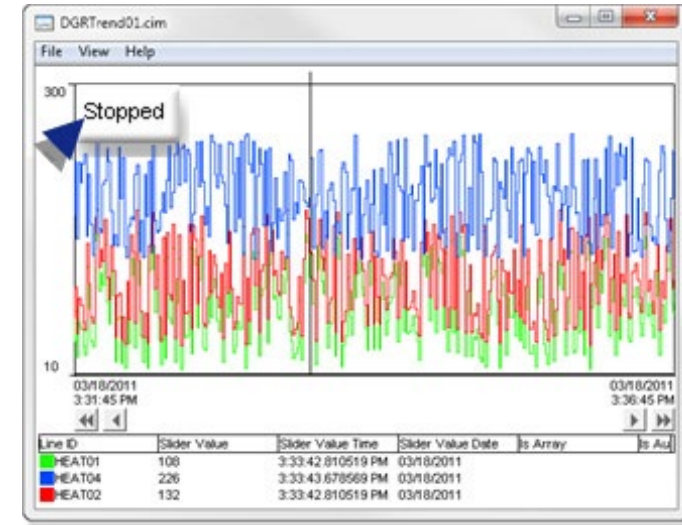 DGRTrend01.cim
File View Help
300
Stopped
10
03/18/2011 03/18/2011
3:31:45 PM 3:36:45 PM
Line ID Slider Value Slider Value Time Slider Value Date Is Array Is Au
HEAT01 108 3:33:42.810519 PM 03/18/2011
HEAT04 226 3:33:43.678569 PM 03/18/2011
HEAT02 132 3:33:42.810519 PM 03/18/2011